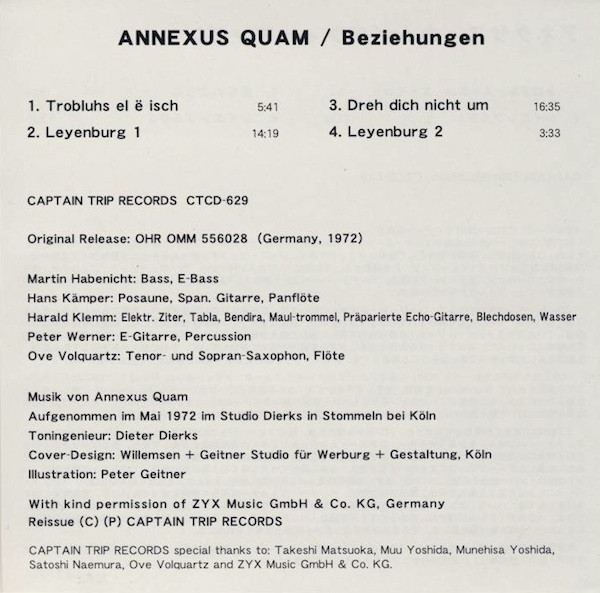 ANNEXUS QUAM / Beziehungen
1. Trobluhs el ë isch 5:41
2. Leyenburg 1 14:19
3. Dreh dich nicht um 16:35
4. Leyenburg 2 3:33
CAPTAIN TRIP RECORDS CTCD-629
Original Release: OHR OMM 556028 (Germany, 1972)
Martin Habenicht: Bass, E-Bass
Hans Kämper: Posaune, Span. Gitarre, Panflöte
Harald Klemm: Elektr. Ziter, Tabla, Bendira, Maul-trommel, Präparierte Echo-Gitarre, Blechdosen, Wasser
Peter Werner: E-Gitarre, Percussion
Ove Volquartz: Tenor- und Sopran-Saxophon, Flöte
Musik von Annexus Quam
Aufgenommen im Mai 1972 im Studio Dierks in Stommeln bei Köln
Toningenieur: Dieter Dierks
Cover-Design: Willemsen + Geitner Studio für Werburg + Gestaltung, Köln
Illustration: Peter Geitner
With kind permission of ZYX Music GmbH & Co. KG, Germany
Reissue (C) (P) CAPTAIN TRIP RECORDS
CAPTAIN TRIP RECORDS special thanks to: Takeshi Matsuoka, Muu Yoshida, Munehisa Yoshida,
Satoshi Naemura, Ove Volquartz and ZYX Music GmbH & Co. KG.